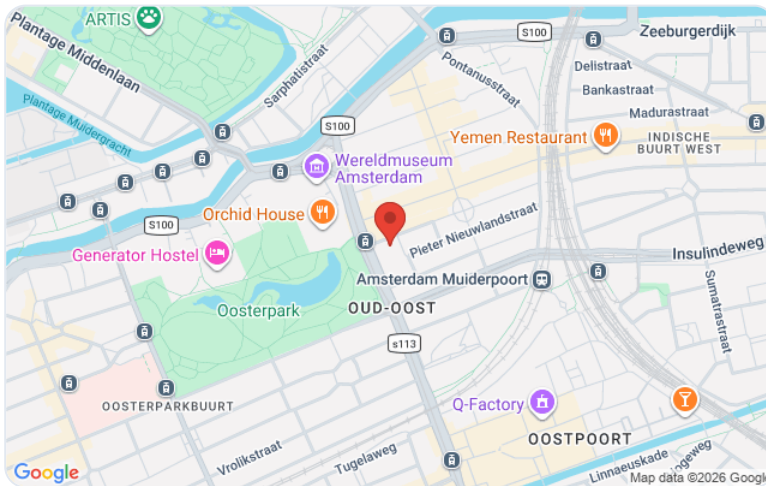 ARTIS
Plantage Middenlaan
Plantage Muidergracht
Sarphatistraat
S100
Pontanusstraat
Zeeburgerdijk
Delistraat
Bankastraat
Madurastraat
S100
Wereldmuseum
Amsterdam
Yemen Restaurant
INDISCHE
BUURT WEST
Orchid House
S100
Generator Hostel
Pieter Nieuwlandstraat
Insulindeweg
Amsterdam Muiderpoort
Oosterpark
OUD-OOST
Sumatrastraat
s113
OOSTERPARKBUURT
Q-Factory
OOSTPOORT
Vrolikstraat
Tugelaweg
Linnaeuskade
Google
Map data ©2026 Google